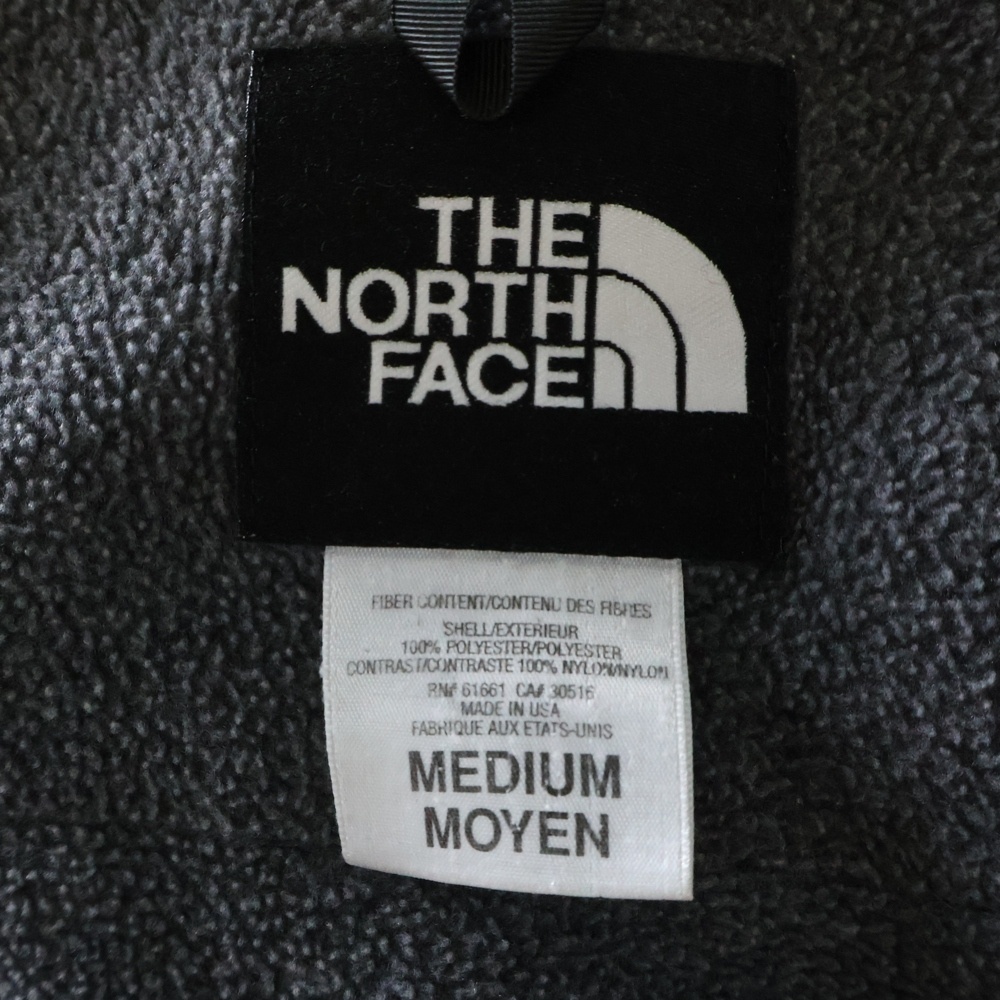 THE
NORTH
FACE
FIBER CONTENT/CONTENU DES FIBRES
SHELL/EXTERIEUR
100% POLYESTER/POLYESTER
CONTRAST/CONTRASTE 100% NYLON/NYLON
RN# 61661 CA# 30516
MADE IN USA
FABRIQUE AUX ETATS-UNIS
MEDIUM
MOYEN